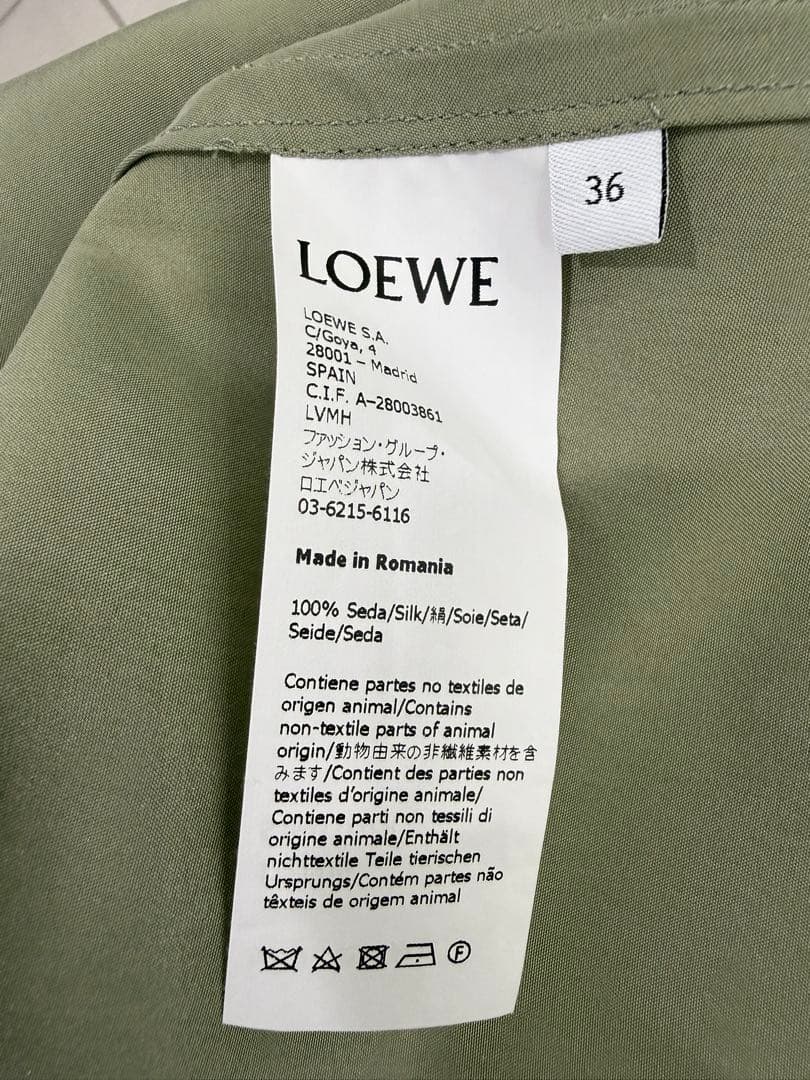 36
LOEWE
LOEWE S.A.
C/Goya, 4
28001 – Madrid
SPAIN
C.I.F. A–28003861
LVMH
ファッション・グループ・
ジャパン株式会社
ロエベジャパン
03-6215-6116
Made in Romania
100% Seda/Silk/絹/Soie/Seta/
Seide/Seda
Contiene partes no textiles de
origen animal/Contains
non-textile parts of animal
origin/動物由来の非繊維素材を含
みます/Contient des parties non
textiles d’origine animale/
Contiene parti non tessili di
origine animale/Enthält
nichttextile Teile tierischen
Ursprungs/Contém partes não
têxteis de origem animal
F